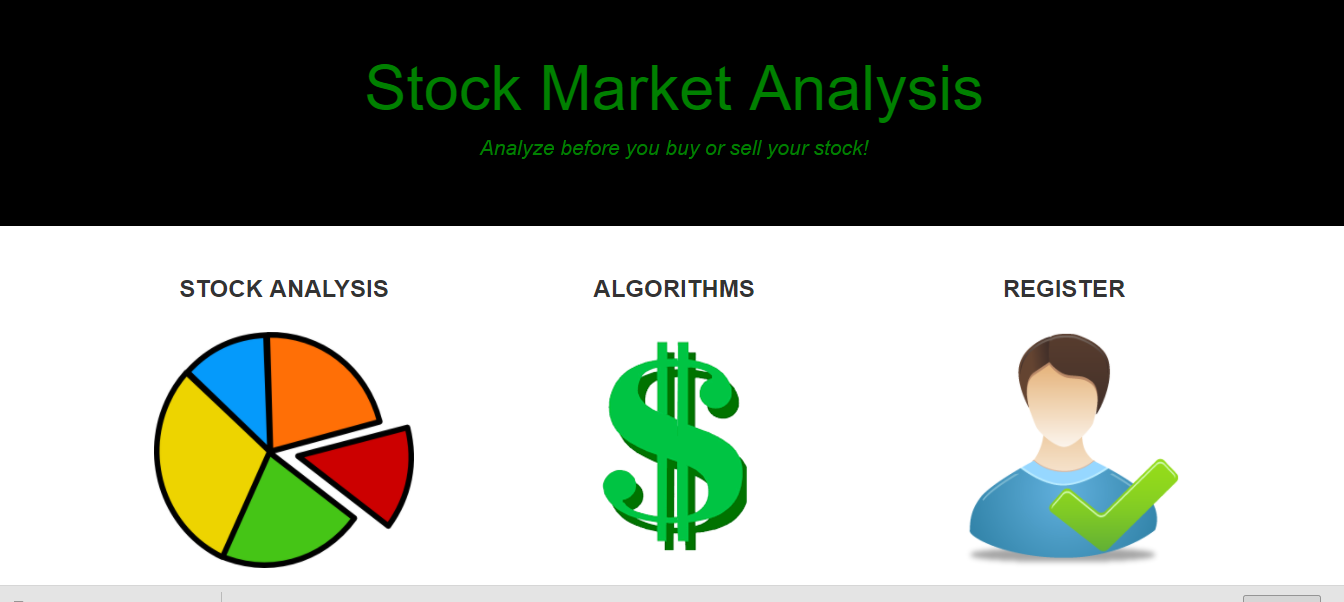 Stock Market Analysis
Analyze before you buy or sell your stock!
STOCK ANALYSIS
ALGORITHMS
REGISTER